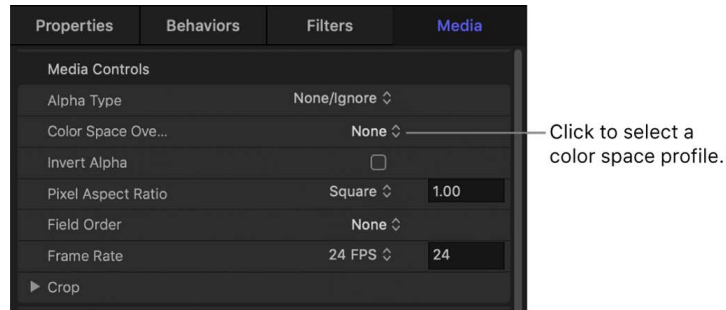 Properties Behaviors Filters Media
Media Controls
Alpha Type None/Ignore
Color Space Ove... None
Invert Alpha
Pixel Aspect Ratio Square 1.00
Field Order None
Frame Rate 24 FPS 24
Crop
Click to select a
color space profile.